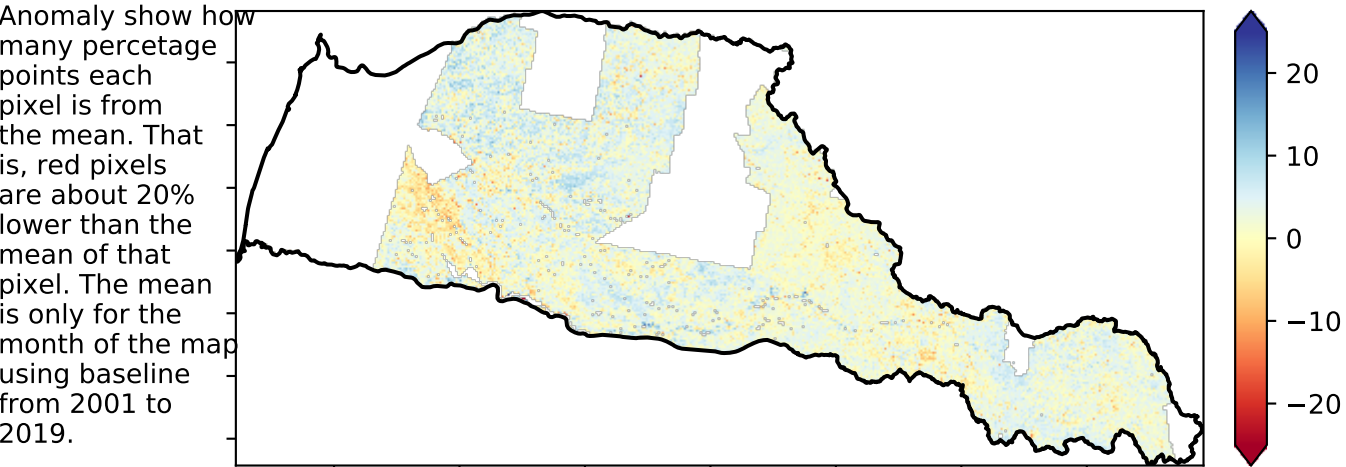 Anomaly show how
many percetage
points each
pixel is from
the mean. That
is, red pixels
are about 20%
lower than the
mean of that
pixel. The mean
is only for the
month of the map
using baseline
from 2001 to
2019.
20
10
0
−10
−20